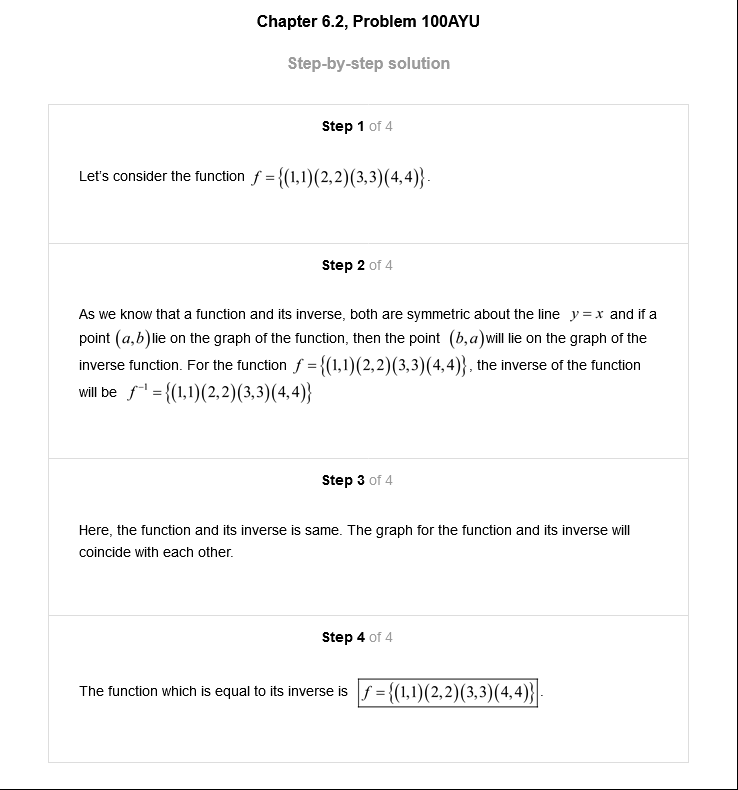 Chapter 6.2, Problem 100AYU
Step-by-step solution
Step 1 of 4
Let's consider the function f = {(1,1)(2,2)(3,3)(4,4)}.
Step 2 of 4
As we know that a function and its inverse, both are symmetric about the line y = x and if a
point (a,b)lie on the graph of the function, then the point (b,a)will lie on the graph of the
inverse function. For the function f = {(1,1)(2,2)(3,3)(4,4)}, the inverse of the function
will be f⁻¹ = {(1,1)(2,2)(3,3)(4,4)}
Step 3 of 4
Here, the function and its inverse is same. The graph for the function and its inverse will
coincide with each other.
Step 4 of 4
The function which is equal to its inverse is f = {(1,1)(2,2)(3,3)(4,4)}.